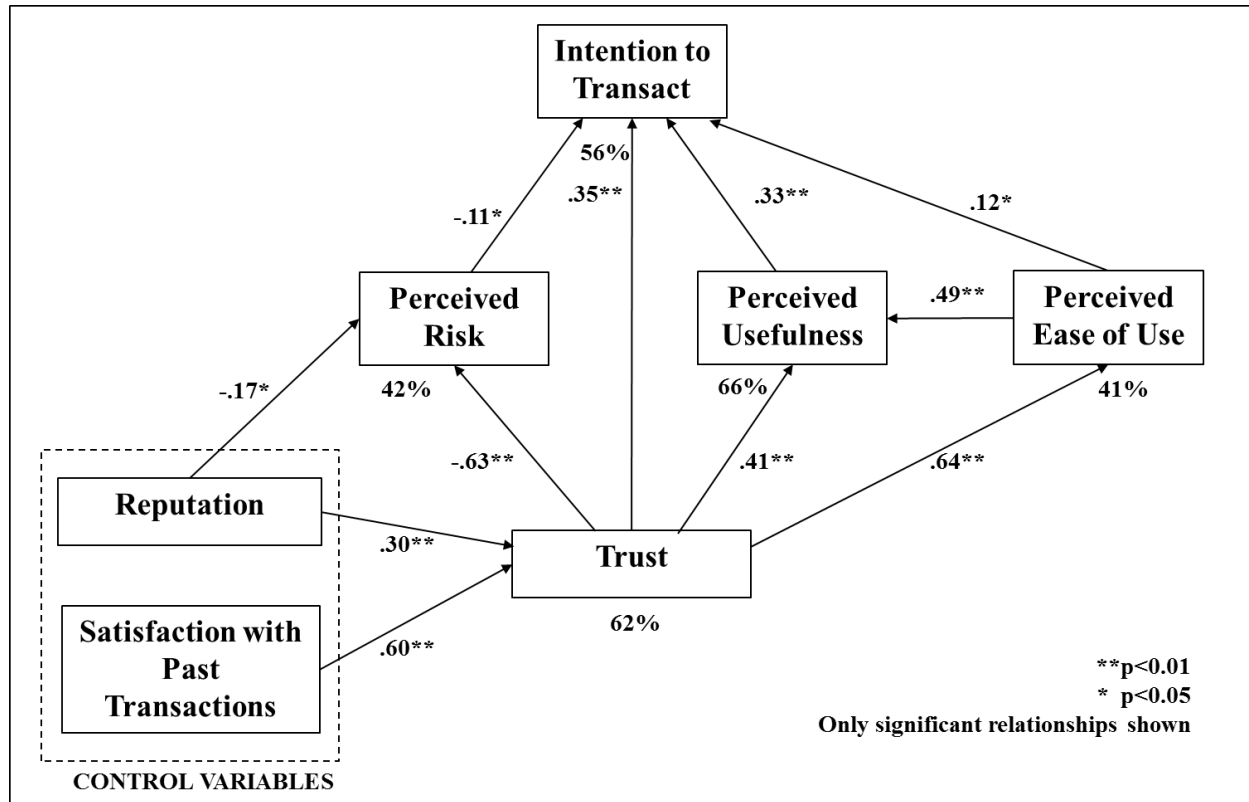 Intention to
Transact
56%
.35**
.33**
.12*
-.11*
Perceived
Risk
Perceived
Usefulness
.49**
Perceived
Ease of Use
42%
66%
41%
-.17*
-.63**
.41**
.64**
Reputation
.30**
Trust
62%
Satisfaction with
Past
Transactions
.60**
CONTROL VARIABLES
**p<0.01
* p<0.05
Only significant relationships shown